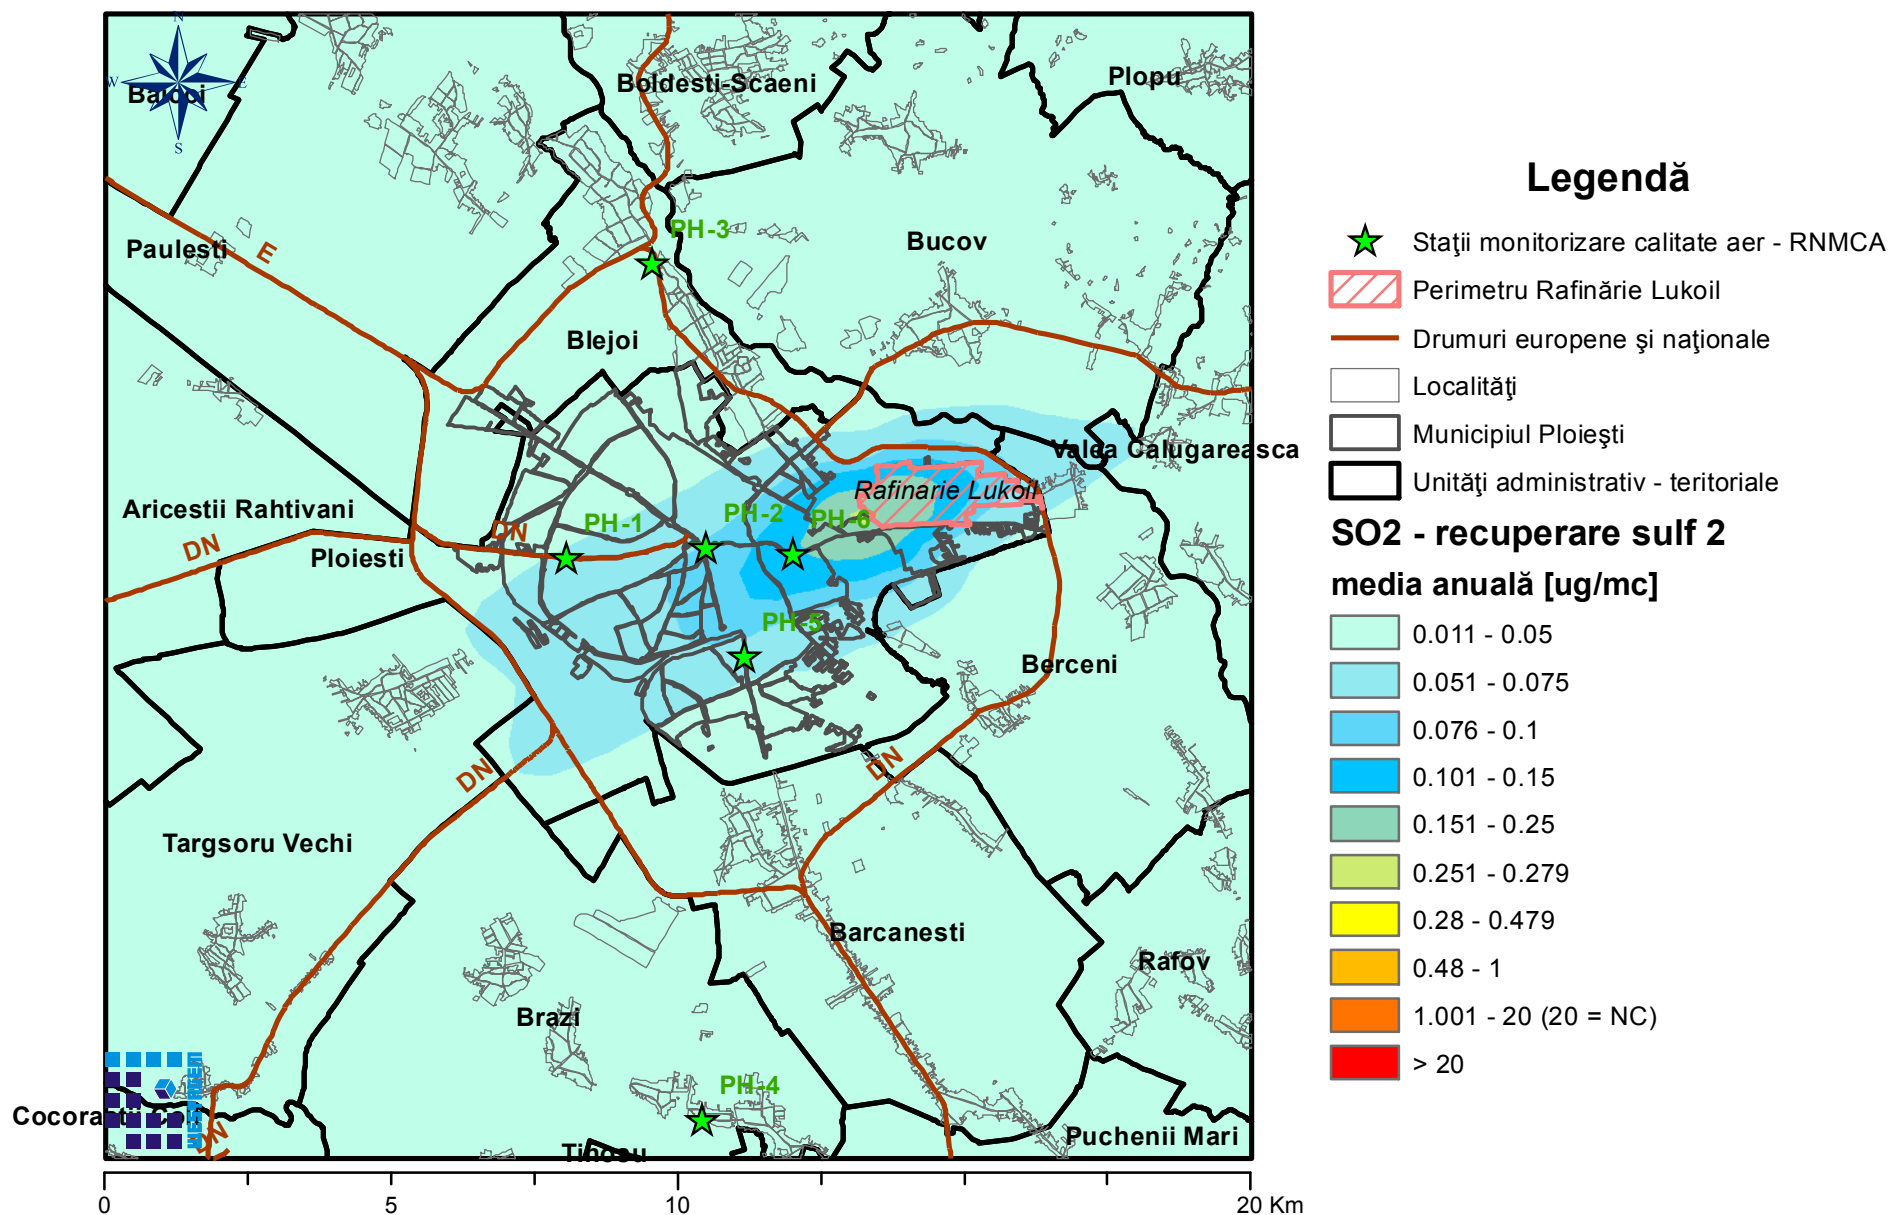 N
W
E
S
Baicoi
Boldesti-Scaeni
Plopu
PH-3
Paulesti
E
Bucov
Blejoi
Valea Calugareasca
Rafinarie Lukoil
Aricestii Rahtivani
PH-1
PH-2
PH-6
DN
DN
Ploiesti
PH-5
Berceni
DN
DN
Targsoru Vechi
Barcanesti
Rafov
Brazi
PH-4
DN
Puchenii Mari
Tinosu
0
5
10
20 Km
Legendă
Staţii monitorizare calitate aer - RNMCA
Perimetru Rafinărie Lukoil
Drumuri europene şi naţionale
Localităţi
Municipiul Ploieşti
Unităţi administrativ - teritoriale
SO2 - recuperare sulf 2
media anuală [ug/mc]
0.011 - 0.05
0.051 - 0.075
0.076 - 0.1
0.101 - 0.15
0.151 - 0.25
0.251 - 0.279
0.28 - 0.479
0.48 - 1
1.001 - 20 (20 = NC)
> 20